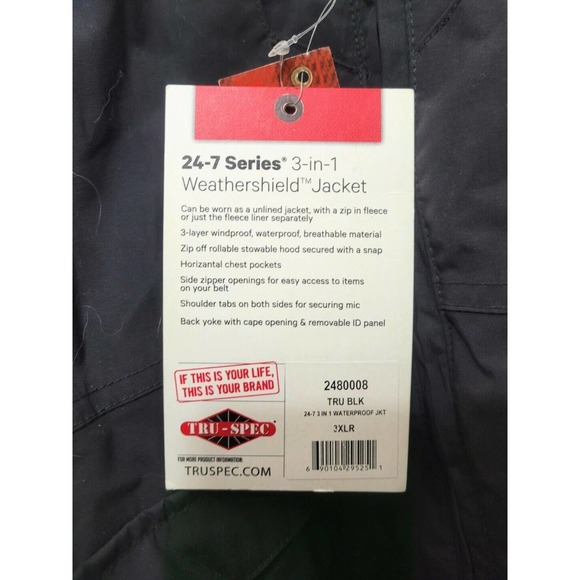 24-7 Series® 3-in-1
Weathershield™ Jacket
Can be worn as a unlined jacket, with a zip in fleece
or just the fleece liner separately
3-layer windproof, waterproof, breathable material
Zip off rollable stowable hood secured with a snap
Horizantal chest pockets
Side zipper openings for easy access to items
on your belt
Shoulder tabs on both sides for securing mic
Back yoke with cape opening & removable ID panel
IF THIS IS YOUR LIFE,
THIS IS YOUR BRAND
TRU-SPEC
FOR MORE PRODUCT INFORMATION:
TRUSPEC.COM
2480008
TRU BLK
24-7 3 IN 1 WATERPROOF JKT
3XLR
6 90104 29525 1